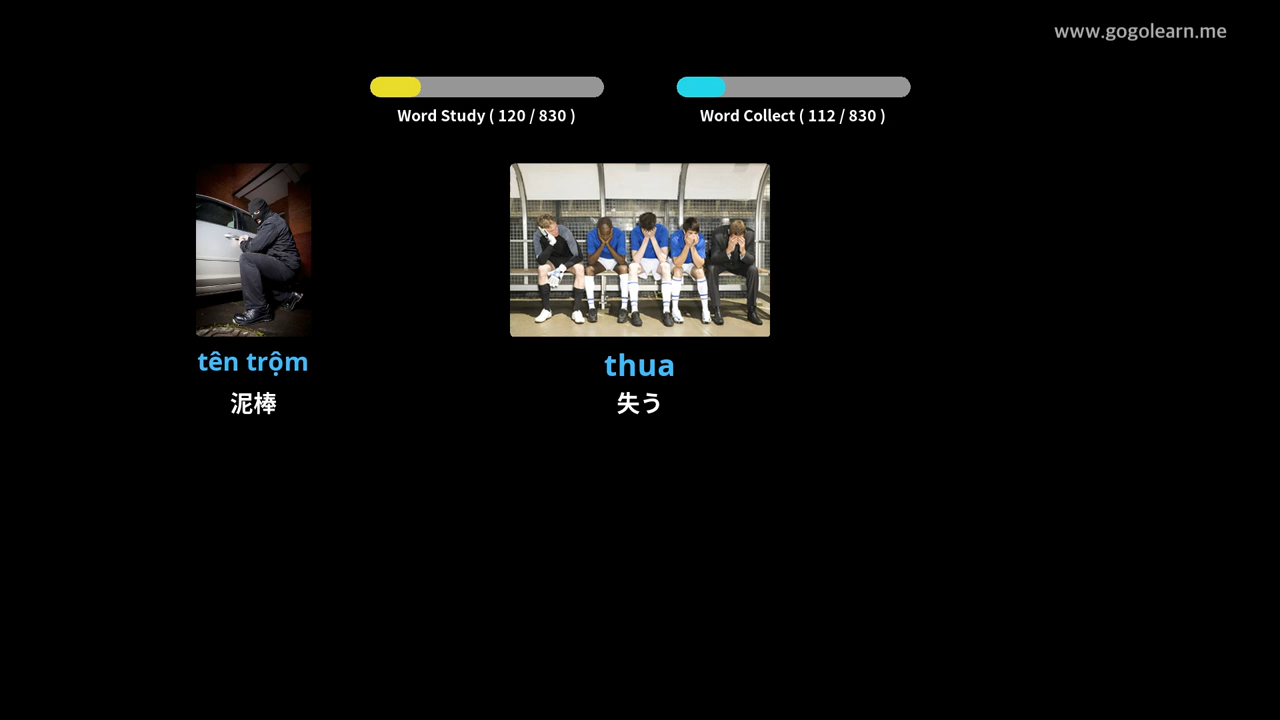 www.gogolearn.me
Word Study ( 120 / 830 )
Word Collect ( 112 / 830 )
tên trộm
泥棒
thua
失う